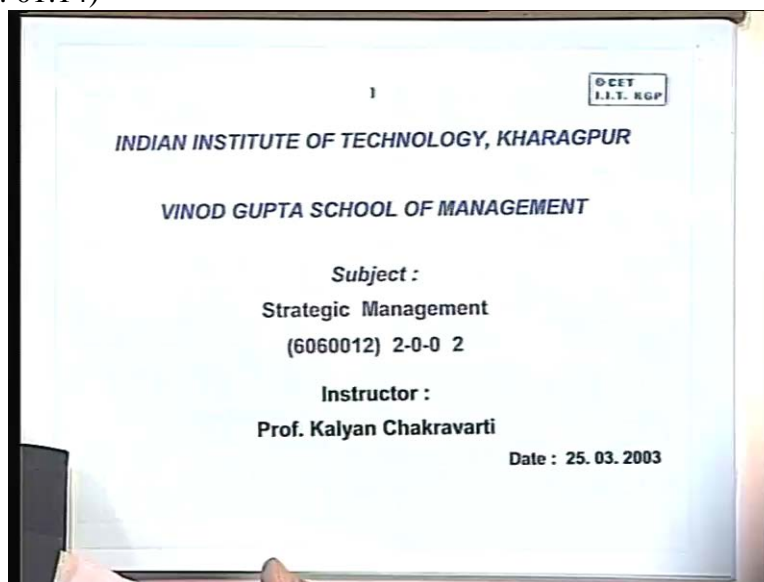 : 01:14)
1
© CET
I.I.T. KGP
INDIAN INSTITUTE OF TECHNOLOGY, KHARAGPUR
VINOD GUPTA SCHOOL OF MANAGEMENT
Subject :
Strategic Management
(6060012) 2-0-0 2
Instructor :
Prof. Kalyan Chakravarti
Date : 25. 03. 2003